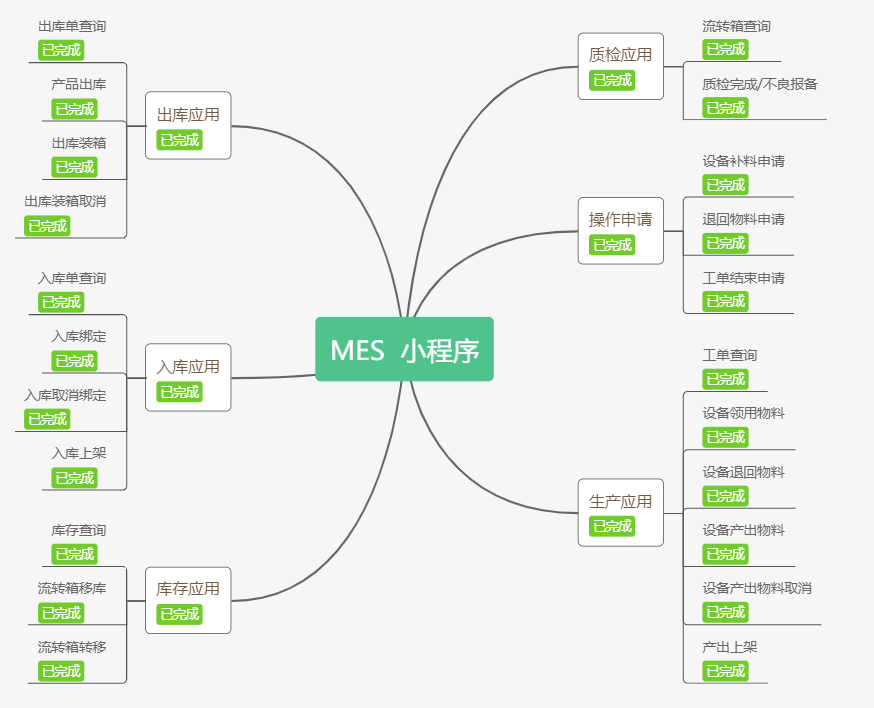 MES 小程序
出库应用
已完成
出库单查询
已完成
产品出库
已完成
出库装箱
已完成
出库装箱取消
已完成
入库应用
已完成
入库单查询
已完成
入库绑定
已完成
入库取消绑定
已完成
入库上架
已完成
库存应用
已完成
库存查询
已完成
流转箱移库
已完成
流转箱转移
已完成
质检应用
已完成
流转箱查询
已完成
质检完成/不良报备
已完成
操作申请
已完成
设备补料申请
已完成
退回物料申请
已完成
工单结束申请
已完成
生产应用
已完成
工单查询
已完成
设备领用物料
已完成
设备退回物料
已完成
设备产出物料
已完成
设备产出物料取消
已完成
产出上架
已完成